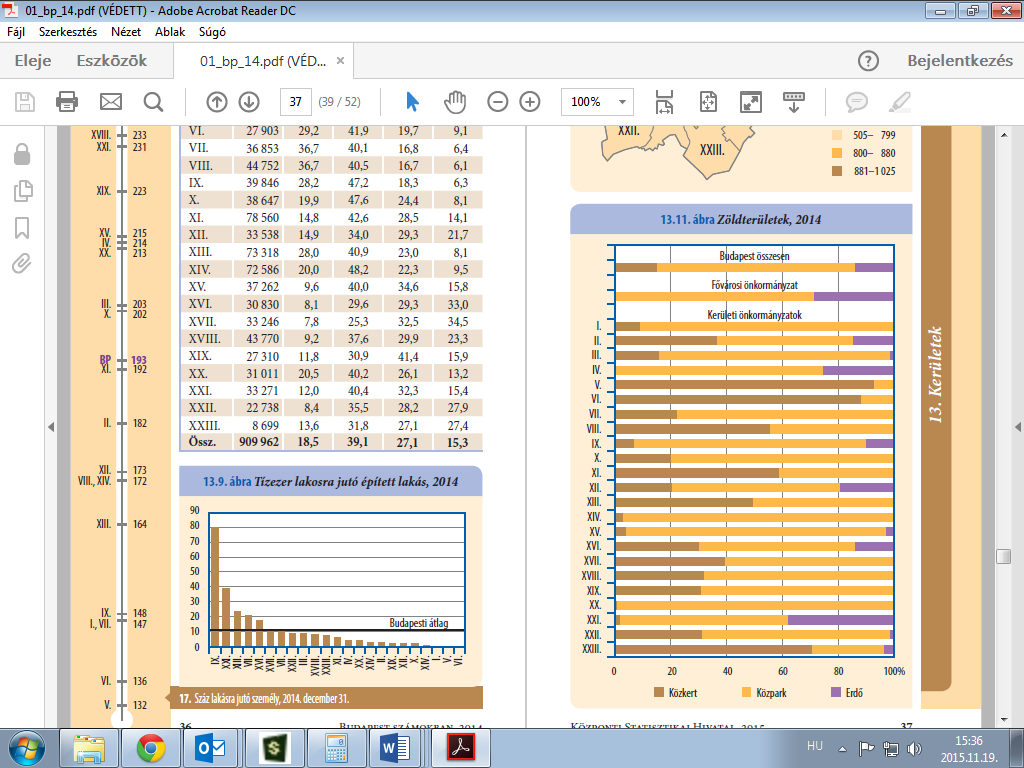 01_bp_14.pdf (VÉDETT) - Adobe Acrobat Reader DC
Fájl Szerkesztés Nézet Ablak Súgó
Eleje Eszközök 01_bp_14.pdf (VÉD... × Bejelentkezés
37 (39 / 52) 100%
XVIII. 233
XXI. 231
XIX. 223
XV. 215
IV. 214
XX. 213
III. 203
X. 202
BP 193
XI. 192
II. 182
XII. 173
VIII., XIV. 172
XIII. 164
IX. 148
I., VII. 147
VI. 136
V. 132
VI. 27 903 29,2 41,9 19,7 9,1
VII. 36 853 36,7 40,1 16,8 6,4
VIII. 44 752 36,7 40,5 16,7 6,1
IX. 39 846 28,2 47,2 18,3 6,3
X. 38 647 19,9 47,6 24,4 8,1
XI. 78 560 14,8 42,6 28,5 14,1
XII. 33 538 14,9 34,0 29,3 21,7
XIII. 73 318 28,0 40,9 23,0 8,1
XIV. 72 586 20,0 48,2 22,3 9,5
XV. 37 262 9,6 40,0 34,6 15,8
XVI. 30 830 8,1 29,6 29,3 33,0
XVII. 33 246 7,8 25,3 32,5 34,5
XVIII. 43 770 9,2 37,6 29,9 23,3
XIX. 27 310 11,8 30,9 41,4 15,9
XX. 31 011 20,5 40,2 26,1 13,2
XXI. 33 271 12,0 40,4 32,3 15,4
XXII. 22 738 8,4 35,5 28,2 27,9
XXIII. 8 699 13,6 31,8 27,1 27,4
Össz. 909 962 18,5 39,1 27,1 15,3
13.9. ábra Tízezer lakosra jutó épített lakás, 2014
90
80
70
60
50
40
30
20
10
0
Budapesti átlag
17. Száz lakásra jutó személy, 2014. december 31.
36 BUDAPEST SZÁMOKBAN, 2014
XXII.
XXIII.
505– 799
800– 880
881–1 025
13.11. ábra Zöldterületek, 2014
Budapest összesen
Fővárosi önkormányzat
Kerületi önkormányzatok
I.
II.
III.
IV.
V.
VI.
VII.
VIII.
IX.
X.
XI.
XII.
XIII.
XIV.
XV.
XVI.
XVII.
XVIII.
XIX.
XX.
XXI.
XXII.
XXIII.
0 20 40 60 80 100%
Közkert Közpark Erdő
KÖZPONTI STATISZTIKAI HIVATAL, 2015 37
13. Kerületek
HU 15:36
2015.11.19.